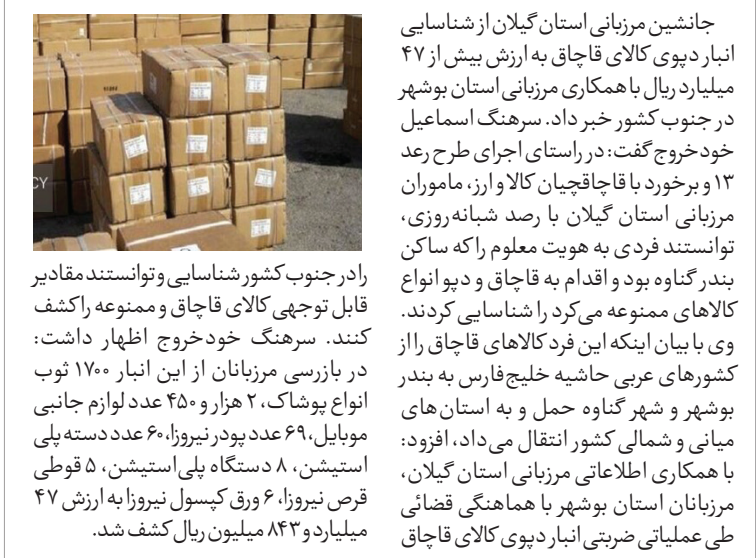 جانشین مرزبانی استان گیلان از شناسایی
انبار دپوی کالای قاچاق به ارزش بیش از ۴۷
میلیارد ریال با همکاری مرزبانی استان بوشهر
در جنوب کشور خبر داد. سرهنگ اسماعیل
خودخروج گفت: در راستای اجرای طرح رعد
۱۳ و برخورد با قاچاقچیان کالا و ارز، ماموران
مرزبانی استان گیلان با رصد شبانه‌روزی،
توانستند فردی به هویت معلوم را که ساکن
بندر گناوه بود و اقدام به قاچاق و دپو انواع
کالاهای ممنوعه می‌کرد را شناسایی کردند.
وی با بیان اینکه این فرد کالاهای قاچاق را از
کشورهای عربی حاشیه خلیج‌فارس به بندر
بوشهر و شهر گناوه حمل و به استان‌های
میانی و شمالی کشور انتقال می‌داد، افزود:
با همکاری اطلاعاتی مرزبانی استان گیلان،
مرزبانان استان بوشهر با هماهنگی قضائی
طی عملیاتی ضربتی انبار دپوی کالای قاچاق
را در جنوب کشور شناسایی و توانستند مقادیر
قابل توجهی کالای قاچاق و ممنوعه را کشف
کنند. سرهنگ خودخروج اظهار داشت:
در بازرسی مرزبانان از این انبار ۱۷۰۰ ثوب
انواع پوشاک، ۲ هزار و ۴۵۰ عدد لوازم جانبی
موبایل، ۶۹ عدد پودر نیروزا، ۶۰ عدد دسته پلی
استیشن، ۸ دستگاه پلی‌استیشن، ۵ قوطی
قرص نیروزا، ۶ ورق کپسول نیروزا به ارزش ۴۷
میلیارد و ۸۴۳ میلیون ریال کشف شد.
CY